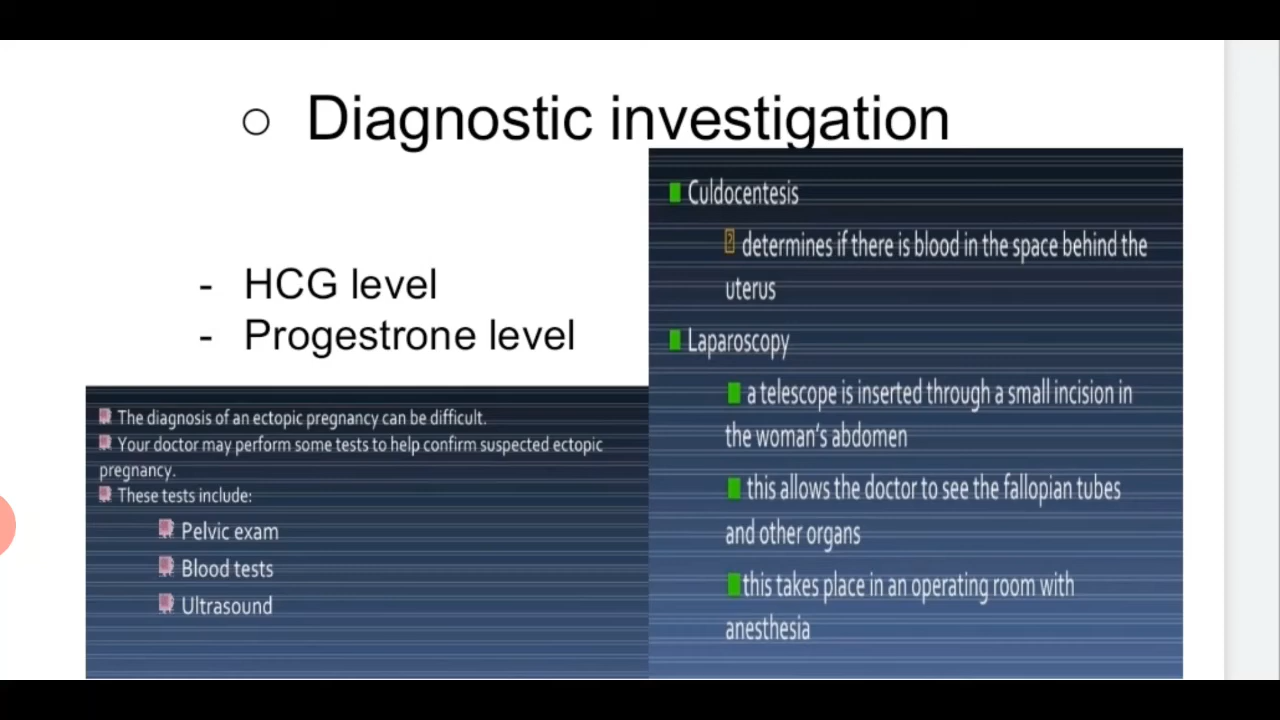 ○ Diagnostic investigation
- HCG level
- Progestrone level
The diagnosis of an ectopic pregnancy can be difficult.
Your doctor may perform some tests to help confirm suspected ectopic
pregnancy.
These tests include:
Pelvic exam
Blood tests
Ultrasound
Culdocentesis
determines if there is blood in the space behind the
uterus
Laparoscopy
a telescope is inserted through a small incision in
the woman's abdomen
this allows the doctor to see the fallopian tubes
and other organs
this takes place in an operating room with
anesthesia